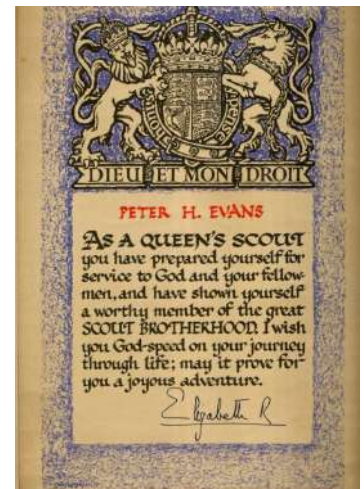 DIEU ET MON DROIT
PETER H. EVANS
AS A QUEEN'S SCOUT
you have prepared yourself for
service to God and your fellow-
men, and have shown yourself
a worthy member of the great
SCOUT BROTHERHOOD. I wish
you God-speed on your journey
through life; may it prove for
you a joyous adventure.
Elizabeth R